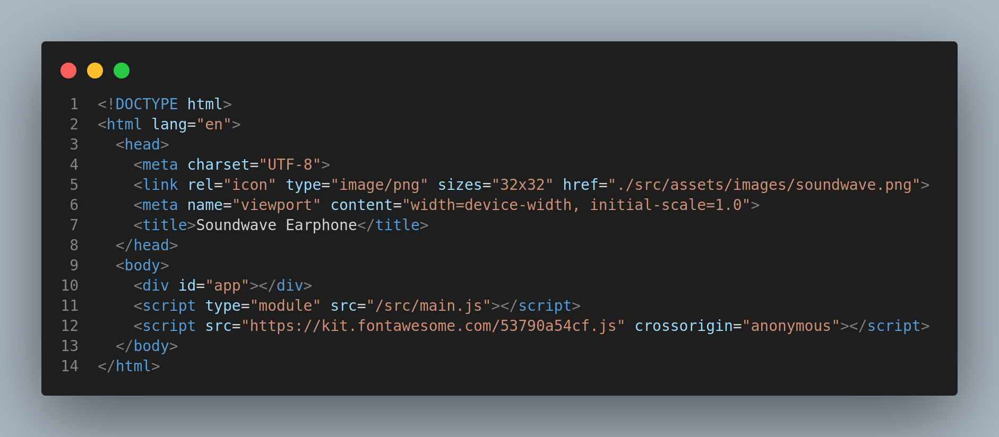 1 <!DOCTYPE html>
2 <html lang="en">
3   <head>
4     <meta charset="UTF-8">
5     <link rel="icon" type="image/png" sizes="32x32" href="./src/assets/images/soundwave.png">
6     <meta name="viewport" content="width=device-width, initial-scale=1.0">
7     <title>Soundwave Earphone</title>
8   </head>
9   <body>
10     <div id="app"></div>
11     <script type="module" src="/src/main.js"></script>
12     <script src="https://kit.fontawesome.com/53790a54cf.js" crossorigin="anonymous"></script>
13   </body>
14 </html>